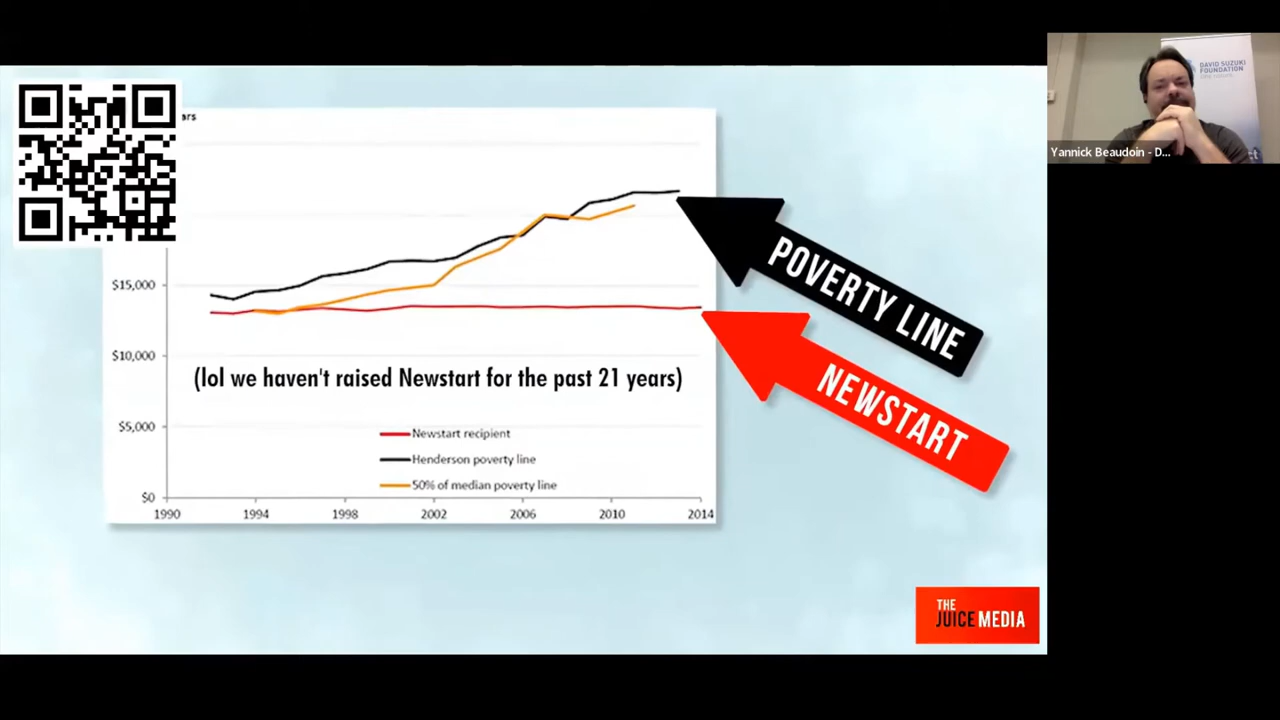 ars
$15,000
$10,000
$5,000
$0
1990 1994 1998 2002 2006 2010 2014
(lol we haven't raised Newstart for the past 21 years)
Newstart recipient
Henderson poverty line
50% of median poverty line
POVERTY LINE
NEWSTART
THE
JUICE MEDIA
DAVID SUZUKI
FOUNDATION
Yannick Beaudoin - D...